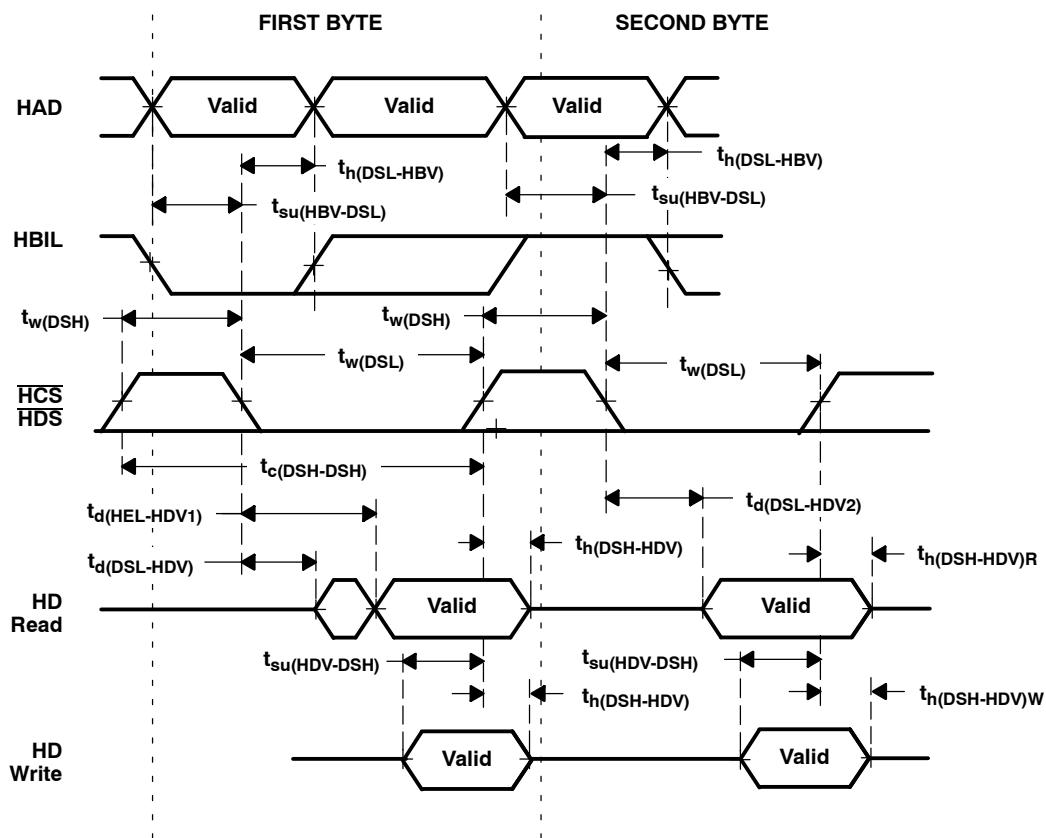 FIRST BYTE
SECOND BYTE
HAD
Valid
Valid
Valid
th(DSL-HBV)
th(DSL-HBV)
tsu(HBV-DSL)
tsu(HBV-DSL)
HBIL
tw(DSH)
tw(DSH)
tw(DSL)
tw(DSL)
HCS
HDS
tc(DSH-DSH)
td(HEL-HDV1)
td(DSL-HDV2)
th(DSH-HDV)
th(DSH-HDV)R
td(DSL-HDV)
HD
Read
Valid
Valid
tsu(HDV-DSH)
tsu(HDV-DSH)
th(DSH-HDV)
th(DSH-HDV)W
HD
Write
Valid
Valid